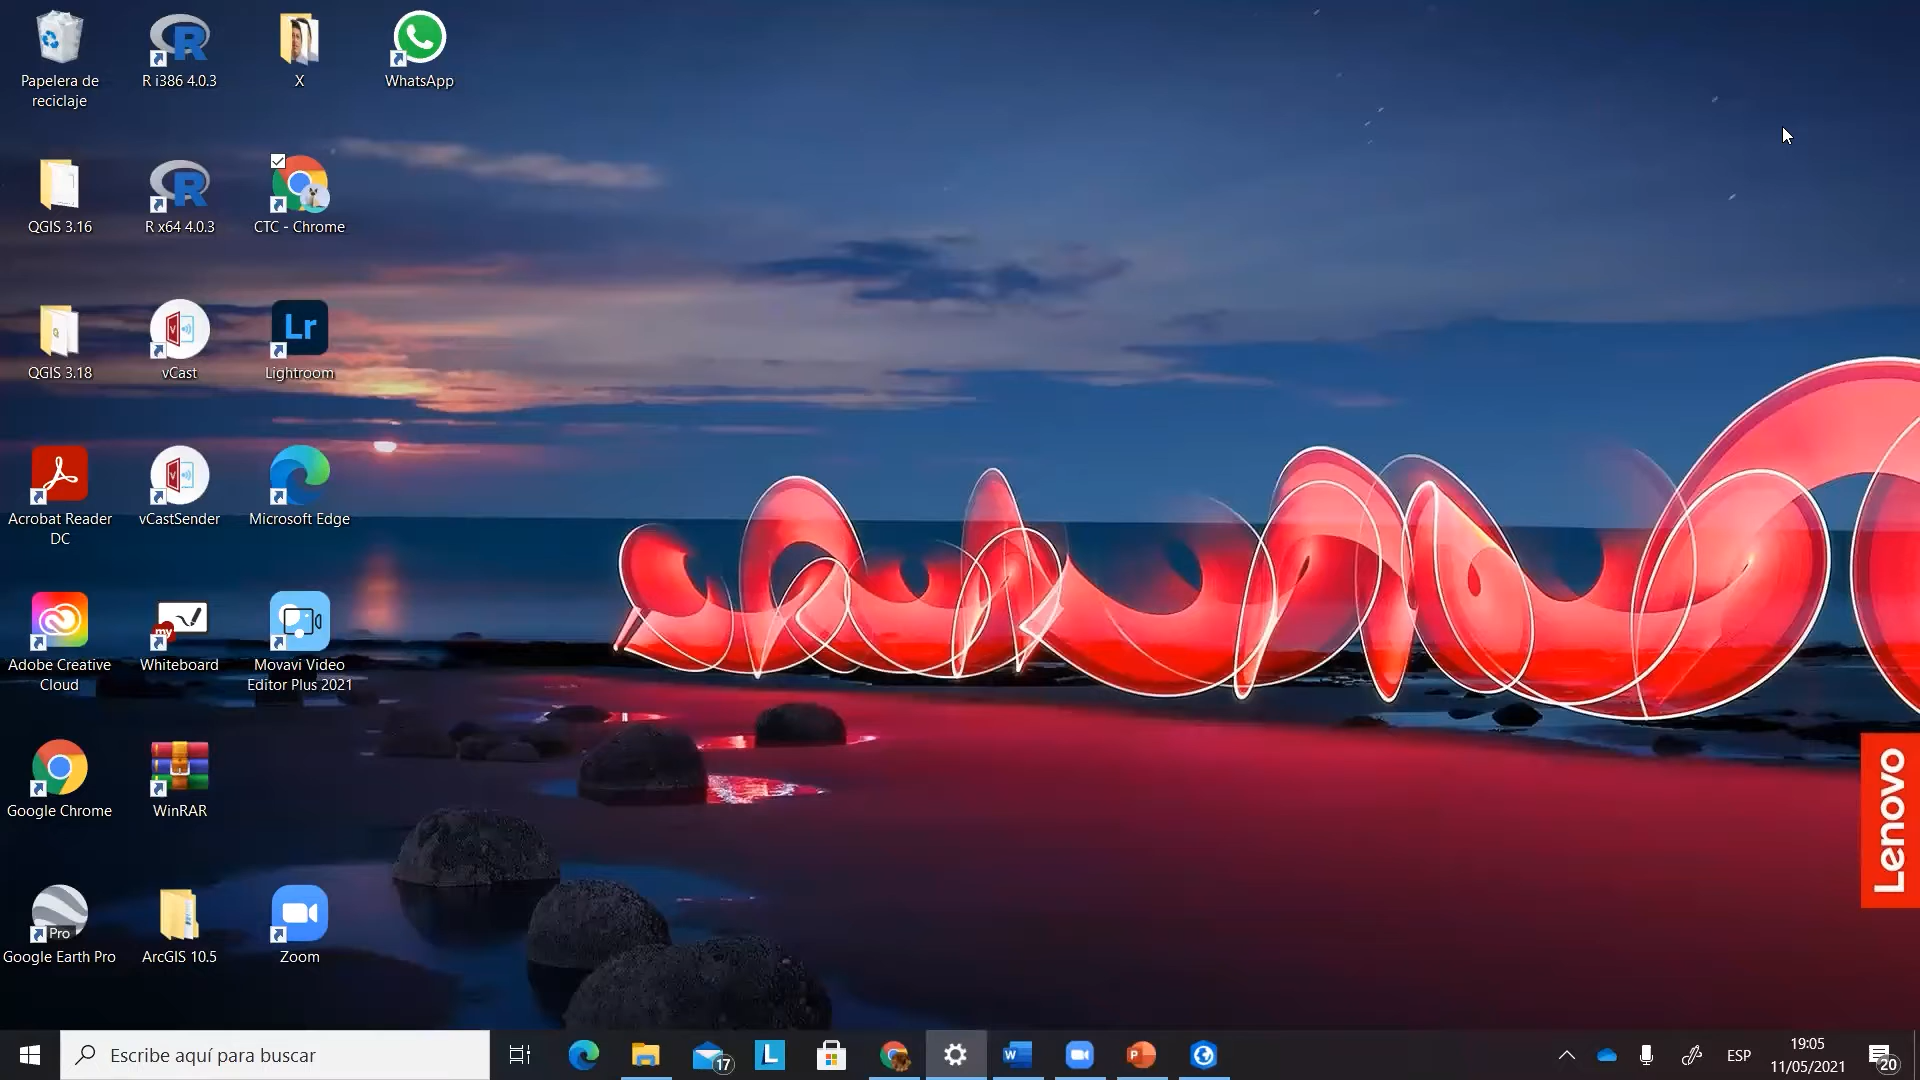 Papelera de
reciclaje
R i386 4.0.3
X
WhatsApp
QGIS 3.16
R x64 4.0.3
CTC - Chrome
QGIS 3.18
vCast
Lr
Lightroom
Acrobat Reader
DC
vCastSender
Microsoft Edge
Adobe Creative
Cloud
my
Whiteboard
Movavi Video
Editor Plus 2021
Google Chrome
WinRAR
Lenovo
Pro
Google Earth Pro
ArcGIS 10.5
Zoom
Escribe aquí para buscar
17
L
W
P
ESP
19:05
11/05/2021
20